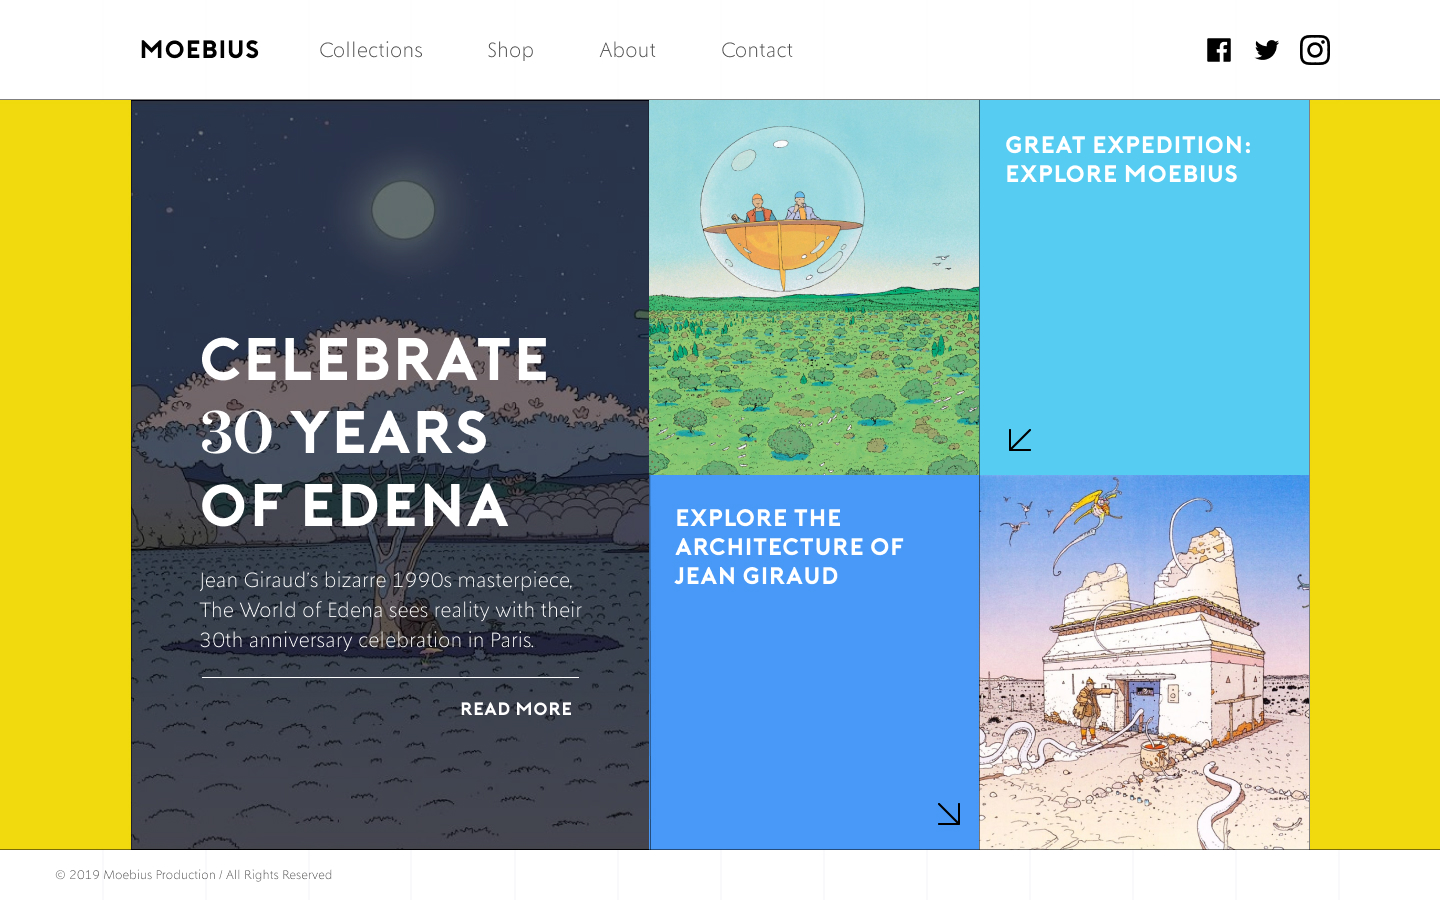 MOEBIUS
Collections
Shop
About
Contact
CELEBRATE
30 YEARS
OF EDENA
Jean Giraud's bizarre 1990s masterpiece,
The World of Edena sees reality with their
30th anniversary celebration in Paris.
READ MORE
GREAT EXPEDITION:
EXPLORE MOEBIUS
EXPLORE THE
ARCHITECTURE OF
JEAN GIRAUD
© 2019 Moebius Production / All Rights Reserved